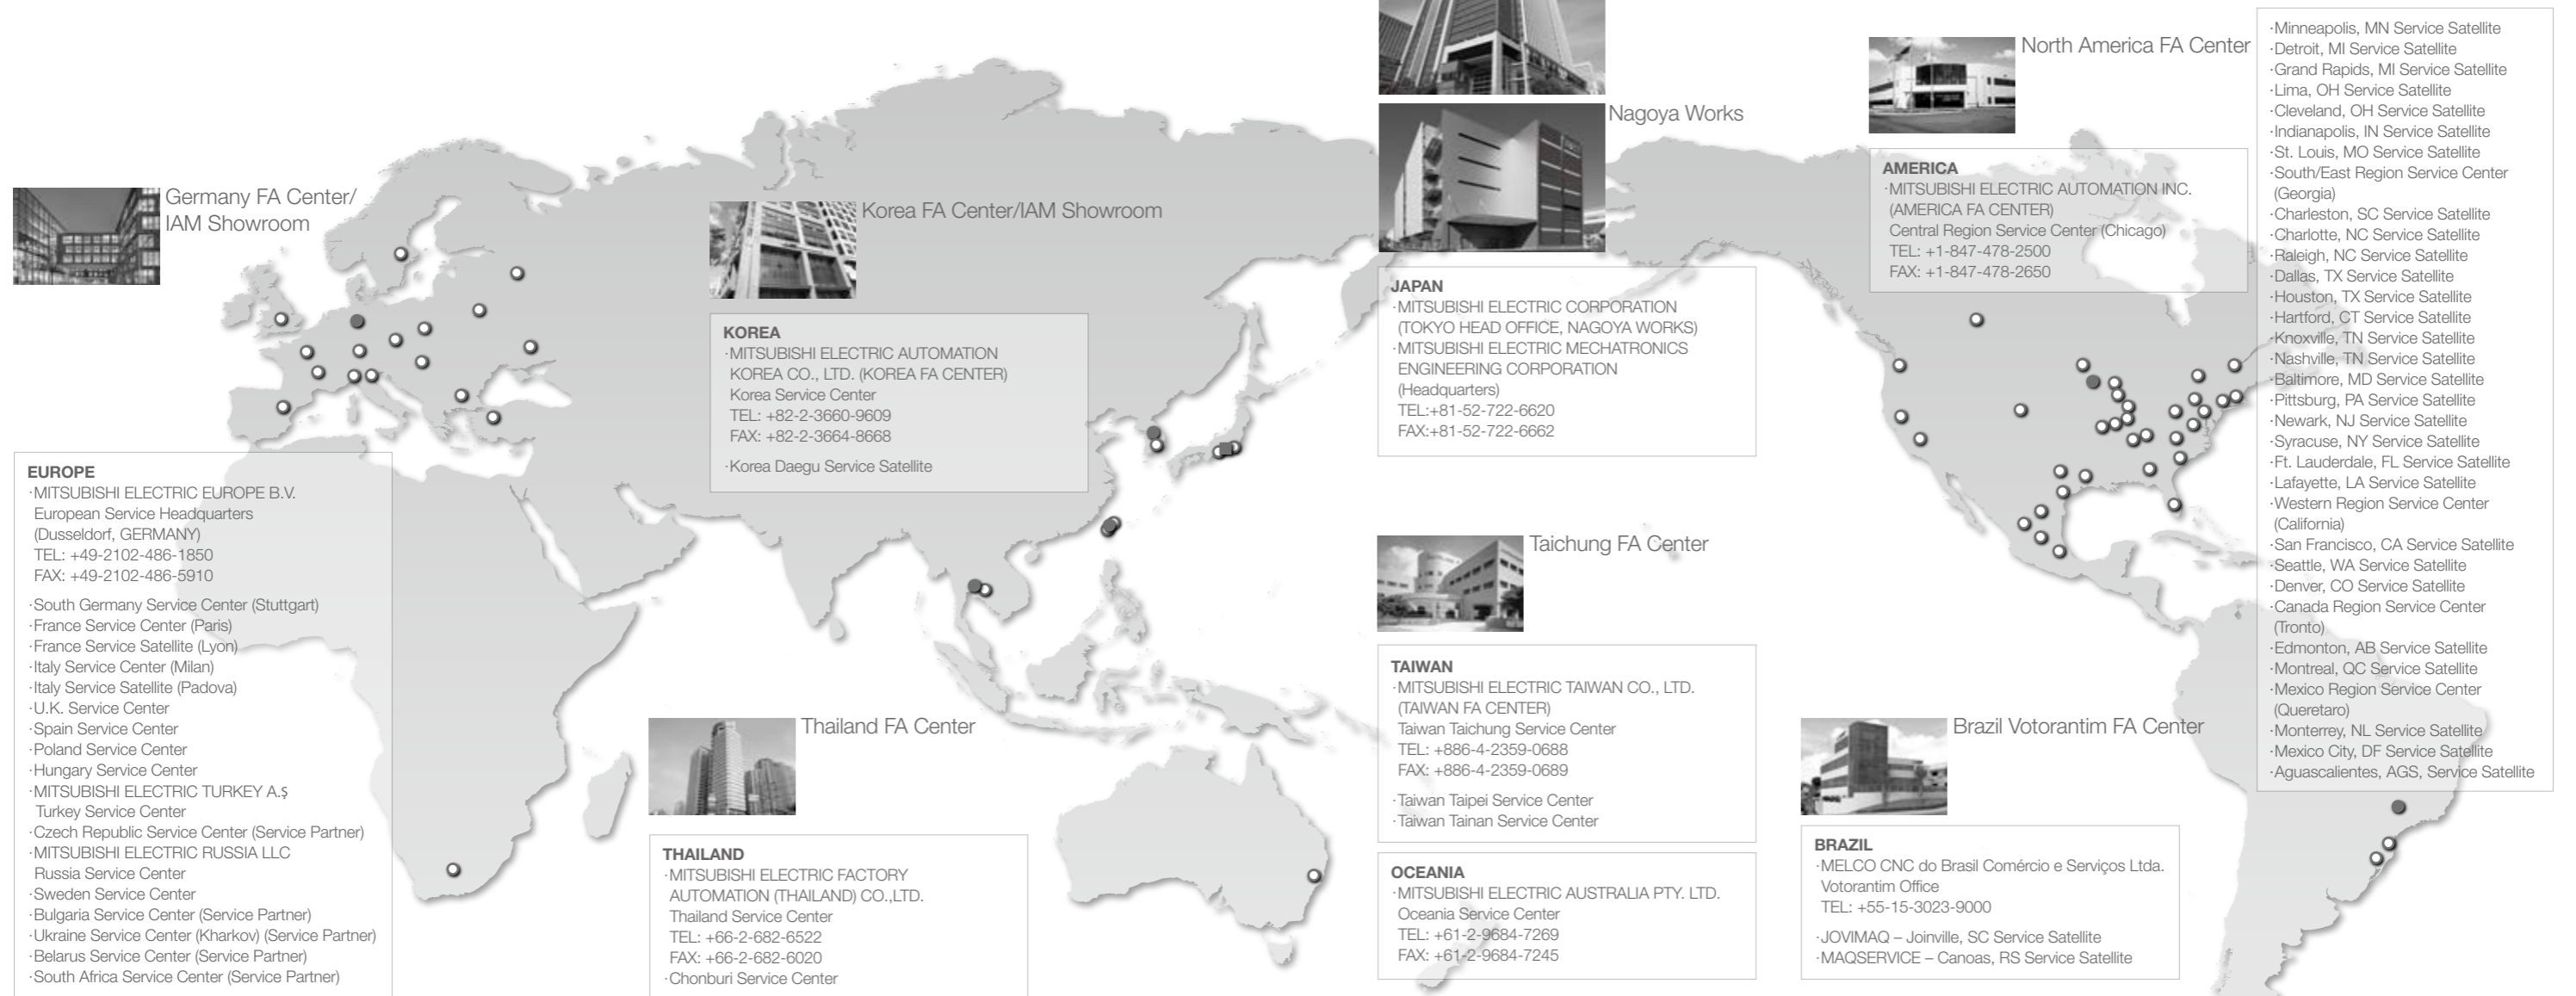 Germany FA Center/
IAM Showroom
EUROPE
·MITSUBISHI ELECTRIC EUROPE B.V.
European Service Headquarters
(Dusseldorf, GERMANY)
TEL: +49-2102-486-1850
FAX: +49-2102-486-5910
·South Germany Service Center (Stuttgart)
·France Service Center (Paris)
·France Service Satellite (Lyon)
·Italy Service Center (Milan)
·Italy Service Satellite (Padova)
·U.K. Service Center
·Spain Service Center
·Poland Service Center
·Hungary Service Center
·MITSUBISHI ELECTRIC TURKEY A.Ş
Turkey Service Center
·Czech Republic Service Center (Service Partner)
·MITSUBISHI ELECTRIC RUSSIA LLC
Russia Service Center
·Sweden Service Center
·Bulgaria Service Center (Service Partner)
·Ukraine Service Center (Kharkov) (Service Partner)
·Belarus Service Center (Service Partner)
·South Africa Service Center (Service Partner)
Korea FA Center/IAM Showroom
KOREA
·MITSUBISHI ELECTRIC AUTOMATION
KOREA CO., LTD. (KOREA FA CENTER)
Korea Service Center
TEL: +82-2-3660-9609
FAX: +82-2-3664-8668
·Korea Daegu Service Satellite
Thailand FA Center
THAILAND
·MITSUBISHI ELECTRIC FACTORY
AUTOMATION (THAILAND) CO.,LTD.
Thailand Service Center
TEL: +66-2-682-6522
FAX: +66-2-682-6020
·Chonburi Service Center
Nagoya Works
JAPAN
·MITSUBISHI ELECTRIC CORPORATION
(TOKYO HEAD OFFICE, NAGOYA WORKS)
·MITSUBISHI ELECTRIC MECHATRONICS
ENGINEERING CORPORATION
(Headquarters)
TEL:+81-52-722-6620
FAX:+81-52-722-6662
Taichung FA Center
TAIWAN
·MITSUBISHI ELECTRIC TAIWAN CO., LTD.
(TAIWAN FA CENTER)
Taiwan Taichung Service Center
TEL: +886-4-2359-0688
FAX: +886-4-2359-0689
·Taiwan Taipei Service Center
·Taiwan Tainan Service Center
OCEANIA
·MITSUBISHI ELECTRIC AUSTRALIA PTY. LTD.
Oceania Service Center
TEL: +61-2-9684-7269
FAX: +61-2-9684-7245
North America FA Center
AMERICA
·MITSUBISHI ELECTRIC AUTOMATION INC.
(AMERICA FA CENTER)
Central Region Service Center (Chicago)
TEL: +1-847-478-2500
FAX: +1-847-478-2650
Brazil Votorantim FA Center
BRAZIL
·MELCO CNC do Brasil Comércio e Serviços Ltda.
Votorantim Office
TEL: +55-15-3023-9000
·JOVIMAQ – Joinville, SC Service Satellite
·MAQSERVICE – Canoas, RS Service Satellite
·Minneapolis, MN Service Satellite
·Detroit, MI Service Satellite
·Grand Rapids, MI Service Satellite
·Lima, OH Service Satellite
·Cleveland, OH Service Satellite
·Indianapolis, IN Service Satellite
·St. Louis, MO Service Satellite
·South/East Region Service Center
(Georgia)
·Charleston, SC Service Satellite
·Charlotte, NC Service Satellite
·Raleigh, NC Service Satellite
·Dallas, TX Service Satellite
·Houston, TX Service Satellite
·Hartford, CT Service Satellite
·Knoxville, TN Service Satellite
·Nashville, TN Service Satellite
·Baltimore, MD Service Satellite
·Pittsburg, PA Service Satellite
·Newark, NJ Service Satellite
·Syracuse, NY Service Satellite
·Ft. Lauderdale, FL Service Satellite
·Lafayette, LA Service Satellite
·Western Region Service Center
(California)
·San Francisco, CA Service Satellite
·Seattle, WA Service Satellite
·Denver, CO Service Satellite
·Canada Region Service Center
(Tronto)
·Edmonton, AB Service Satellite
·Montreal, QC Service Satellite
·Mexico Region Service Center
(Queretaro)
·Monterrey, NL Service Satellite
·Mexico City, DF Service Satellite
·Aguascalientes, AGS, Service Satellite